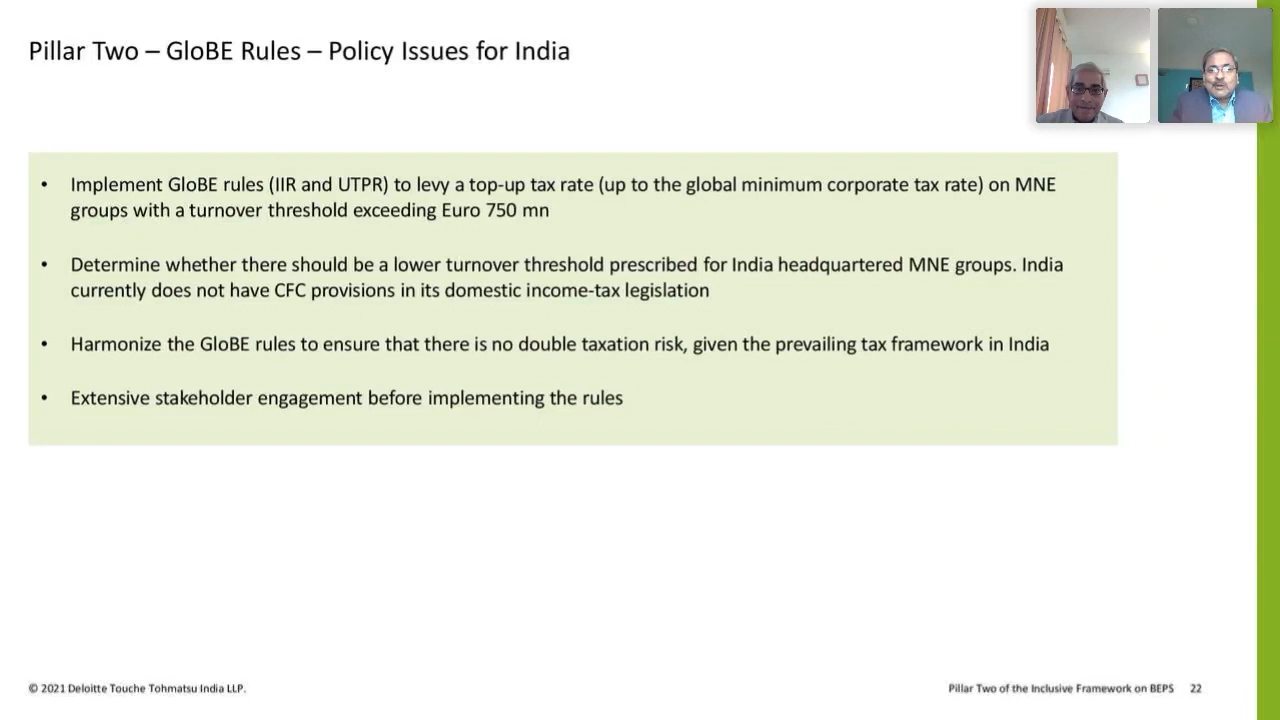 Pillar Two – GloBE Rules – Policy Issues for India
• Implement GloBE rules (IIR and UTPR) to levy a top-up tax rate (up to the global minimum corporate tax rate) on MNE
groups with a turnover threshold exceeding Euro 750 mn
• Determine whether there should be a lower turnover threshold prescribed for India headquartered MNE groups. India
currently does not have CFC provisions in its domestic income-tax legislation
• Harmonize the GloBE rules to ensure that there is no double taxation risk, given the prevailing tax framework in India
• Extensive stakeholder engagement before implementing the rules
© 2021 Deloitte Touche Tohmatsu India LLP.
Pillar Two of the Inclusive Framework on BEPS 22